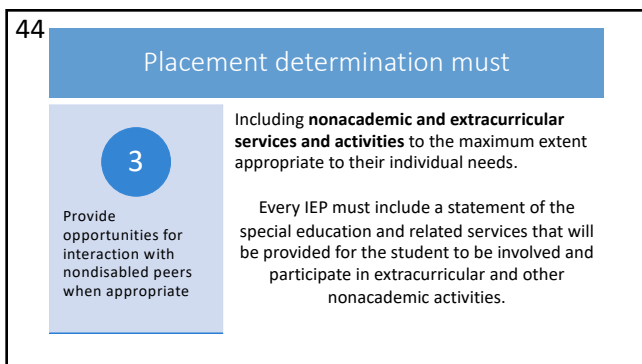 44
Placement determination must
3
Provide
opportunities for
interaction with
nondisabled peers
when appropriate
Including nonacademic and extracurricular
services and activities to the maximum extent
appropriate to their individual needs.
Every IEP must include a statement of the
special education and related services that will
be provided for the student to be involved and
participate in extracurricular and other
nonacademic activities.